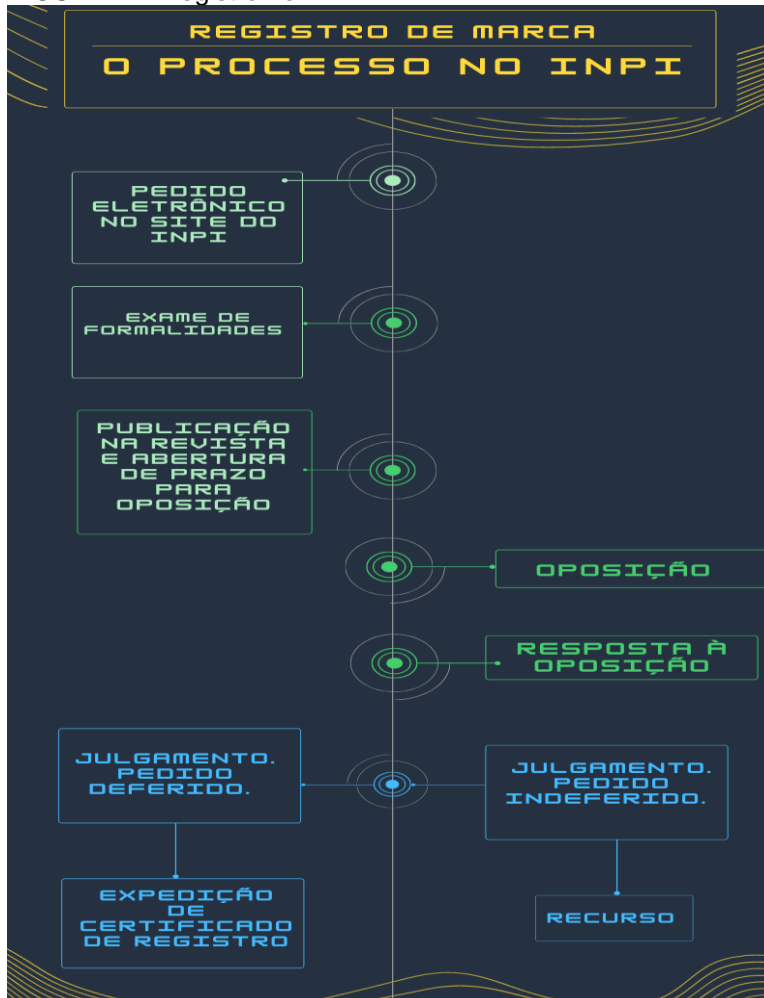 REGISTRO DE MARCA
O PROCESSO NO INPI
PEDIDO
ELETRÔNICO
NO SITE DO
INPI
EXAME DE
FORMALIDADES
PUBLICAÇÃO
NA REVISTA
E ABERTURA
DE PRAZO
PARA
OPOSIÇÃO
OPOSIÇÃO
RESPOSTA À
OPOSIÇÃO
JULGAMENTO.
PEDIDO
DEFERIDO.
JULGAMENTO.
PEDIDO
INDEFERIDO.
EXPEDIÇÃO
DE
CERTIFICADO
DE REGISTRO
RECURSO